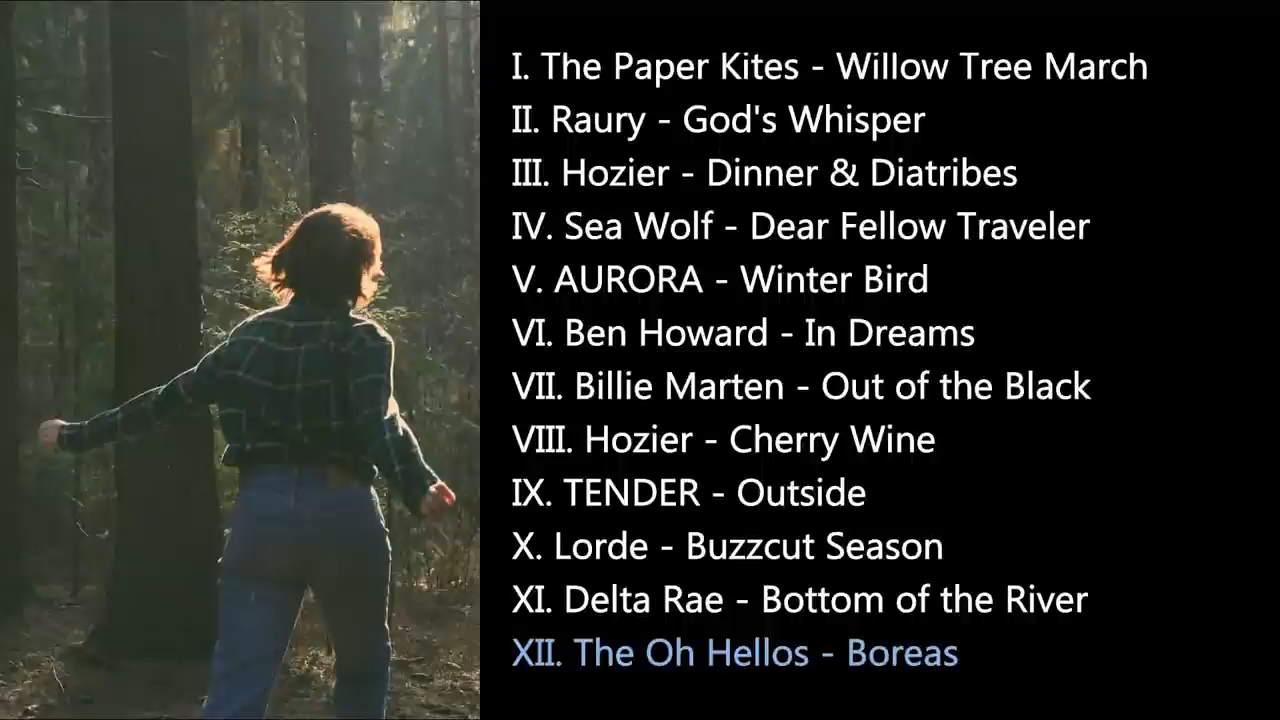 I. The Paper Kites - Willow Tree March
II. Raury - God's Whisper
III. Hozier - Dinner & Diatribes
IV. Sea Wolf - Dear Fellow Traveler
V. AURORA - Winter Bird
VI. Ben Howard - In Dreams
VII. Billie Marten - Out of the Black
VIII. Hozier - Cherry Wine
IX. TENDER - Outside
X. Lorde - Buzzcut Season
XI. Delta Rae - Bottom of the River
XII. The Oh Hellos - Boreas